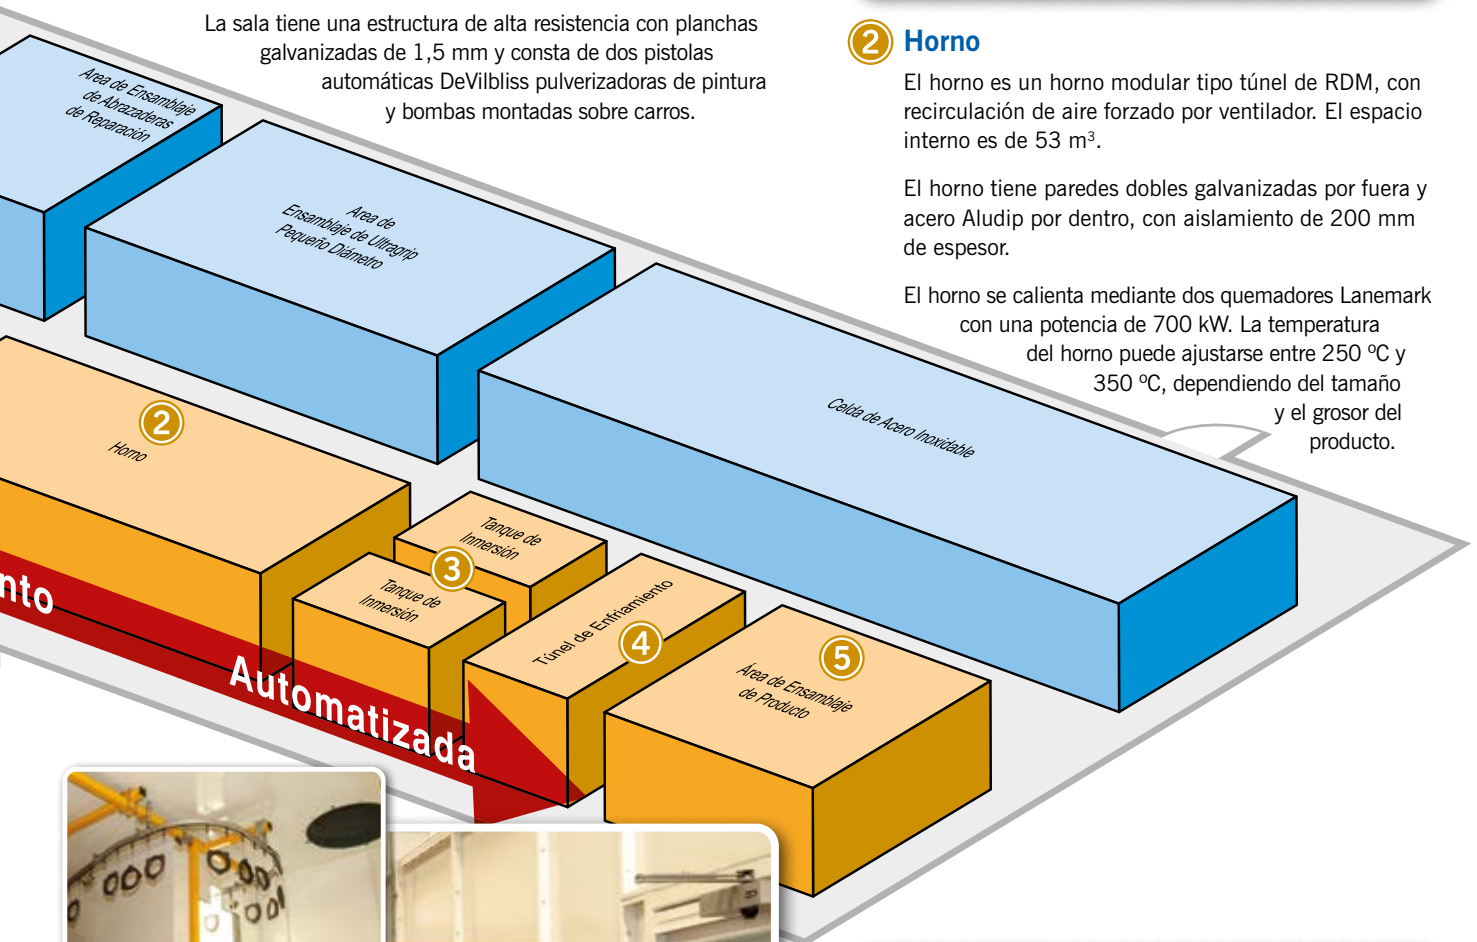 La sala tiene una estructura de alta resistencia con planchas
galvanizadas de 1,5 mm y consta de dos pistolas
automáticas DeVilbliss pulverizadoras de pintura
y bombas montadas sobre carros.
2 Horno
El horno es un horno modular tipo túnel de RDM, con
recirculación de aire forzado por ventilador. El espacio
interno es de 53 m³.
El horno tiene paredes dobles galvanizadas por fuera y
acero Aludip por dentro, con aislamiento de 200 mm
de espesor.
El horno se calienta mediante dos quemadores Lanemark
con una potencia de 700 kW. La temperatura
del horno puede ajustarse entre 250 ºC y
350 ºC, dependiendo del tamaño
y el grosor del
producto.
Area de Ensamblaje
de Abrazaderas
de Reparación
Area de
Ensamblaje de Ultragrip
Pequeño Diámetro
Celda de Acero Inoxidable
2
Horno
Tanque de
Inmersión
3
Tanque de
Inmersión
Túnel de Enfriamiento
4
5
Área de Ensamblaje
de Producto
nto
Automatizada